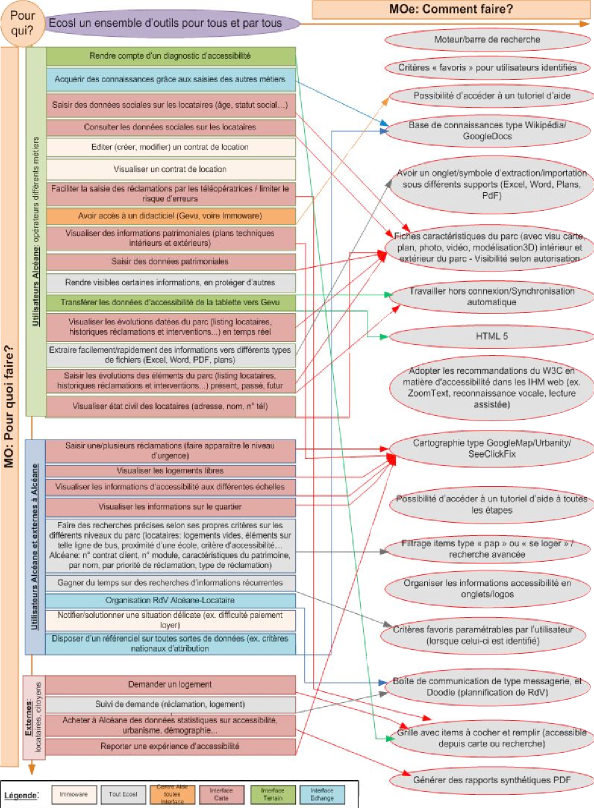 Pour
qui?
Ecosl un ensemble d'outils pour tous et par tous
MOe: Comment faire?
MO: Pour quoi faire?
Utilisateurs Alcéane: opérateurs différents métiers
Rendre compte d'un diagnostic d'accessibilité
Acquérir des connaissances grâce aux saisies des autres métiers
Saisir des données sociales sur les locataires (âge, statut social…)
Consulter les données sociales sur les locataires
Editer (créer, modifier) un contrat de location
Visualiser un contrat de location
Faciliter la saisie des réclamations par les téléopératrices / limiter le
risque d'erreurs
Avoir accès à un didacticiel (Gevu, voire Immoware)
Visualiser des informations patrimoniales (plans techniques
intérieurs et extérieurs)
Saisir des données patrimoniales
Rendre visibles certaines informations, en protéger d'autres
Transférer les données d'accessibilité de la tablette vers Gevu
Visualiser les évolutions datées du parc (listing locataires,
historiques réclamations et interventions...) en temps réel
Extraire facilement/rapidement des informations vers différents types
de fichiers (Excel, Word, PDF, plans)
Saisir les évolutions des éléments du parc (listing locataires,
historiques réclamations et interventions...) présent, passé, futur
Visualiser état civil des locataires (adresse, nom, n° tél)
Utilisateurs Alcéane et externes à Alcéane
Saisir une/plusieurs réclamations (faire apparaître le niveau
d'urgence)
Visualiser les logements libres
Visualiser les informations d'accessibilité aux différentes échelles
Visualiser les informations sur le quartier
Faire des recherches précises selon ses propres critères sur les
différents niveaux du parc (locataires: logements vides, éléments sur
telle ligne de bus, proximité d'une école, critère d'accessibilité…
Alcéane: n° contrat client, n° module, caractéristiques du patrimoine,
par nom, par priorité de réclamation, type de réclamation)
Gagner du temps sur des recherches d'informations récurrentes
Organisation RdV Alcéane-Locataire
Notifier/solutionner une situation délicate (ex. difficulté paiement
loyer)
Disposer d'un référenciel sur toutes sortes de données (ex. critères
nationaux d'attribution
Externes:
locataires, citoyens
Demander un logement
Suivi de demande (réclamation, logement)
Acheter à Alcéane des données statistiques sur accessibilité,
urbanisme, démographie…
Reporter une expérience d'accessibilité
Moteur/barre de recherche
Critères « favoris » pour utilisateurs identifiés
Possibilité d'accéder à un tutoriel d'aide
Base de connaissances type Wikipédia/
GoogleDocs
Avoir un onglet/symbole d'extraction/importation
sous différents supports (Excel, Word, Plans,
PdF)
Fiches caractéristiques du parc (avec visu carte,
plan, photo, vidéo, modélisation3D) intérieur et
extérieur du parc - Visibilité selon autorisation
Travailler hors connexion/Synchronisation
automatique
HTML 5
Adopter les recommandations du W3C en
matière d'accessibilité dans les IHM web (ex.
ZoomText, reconnaissance vocale, lecture
assistée)
Cartographie type GoogleMap/Urbanity/
SeeClickFix
Possibilité d'accéder à un tutoriel d'aide à toutes
les étapes
Filtrage items type « pap » ou « se loger » /
recherche avancée
Organiser les informations accessibilité en
onglets/logos
Critères favoris paramétrables par l'utilisateur
(lorsque celui-ci est identifié)
Boîte de communication de type messagerie, et
Doodle (plannification de RdV)
Grille avec items à cocher et remplir (accessible
depuis carte ou recherche)
Générer des rapports synthétiques PDF
Légende:
Immoware
Tout Ecosl
toutes
Interface
Interface
Carte
Interface
Terrain
Interface
Echange